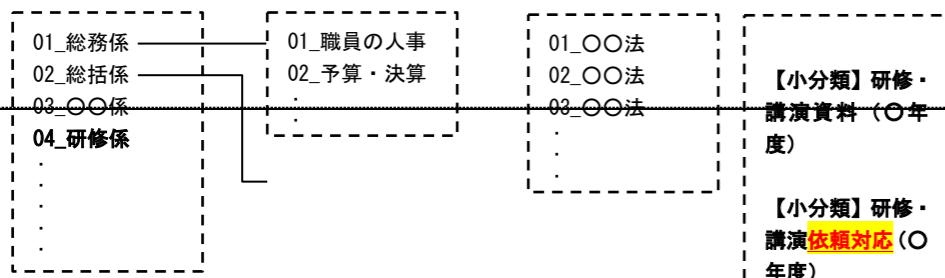 01_総務係
02_総括係
03_〇〇係
04_研修係
.
.
.
.
.
01_職員の人事
02_予算・決算
.
.
01_〇〇法
02_〇〇法
03_〇〇法
.
.
【小分類】研修・
講演資料（〇年
度）
【小分類】研修・
講演依頼対応（〇
年度）